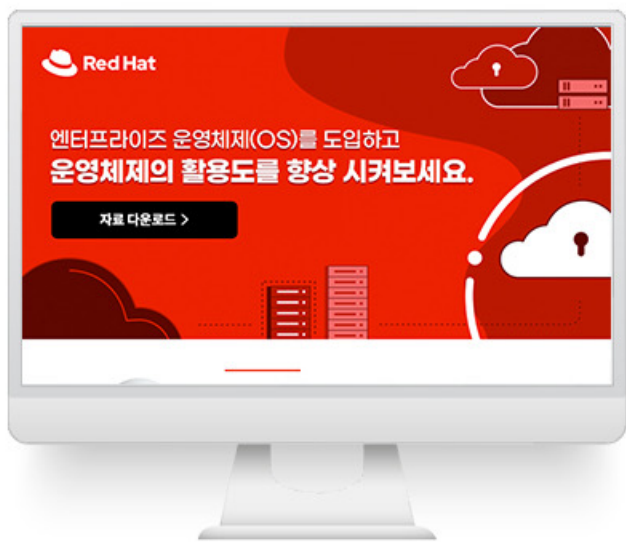 Red Hat
엔터프라이즈 운영체제(OS)를 도입하고
운영체제의 활용도를 향상 시켜보세요.
자료 다운로드 >